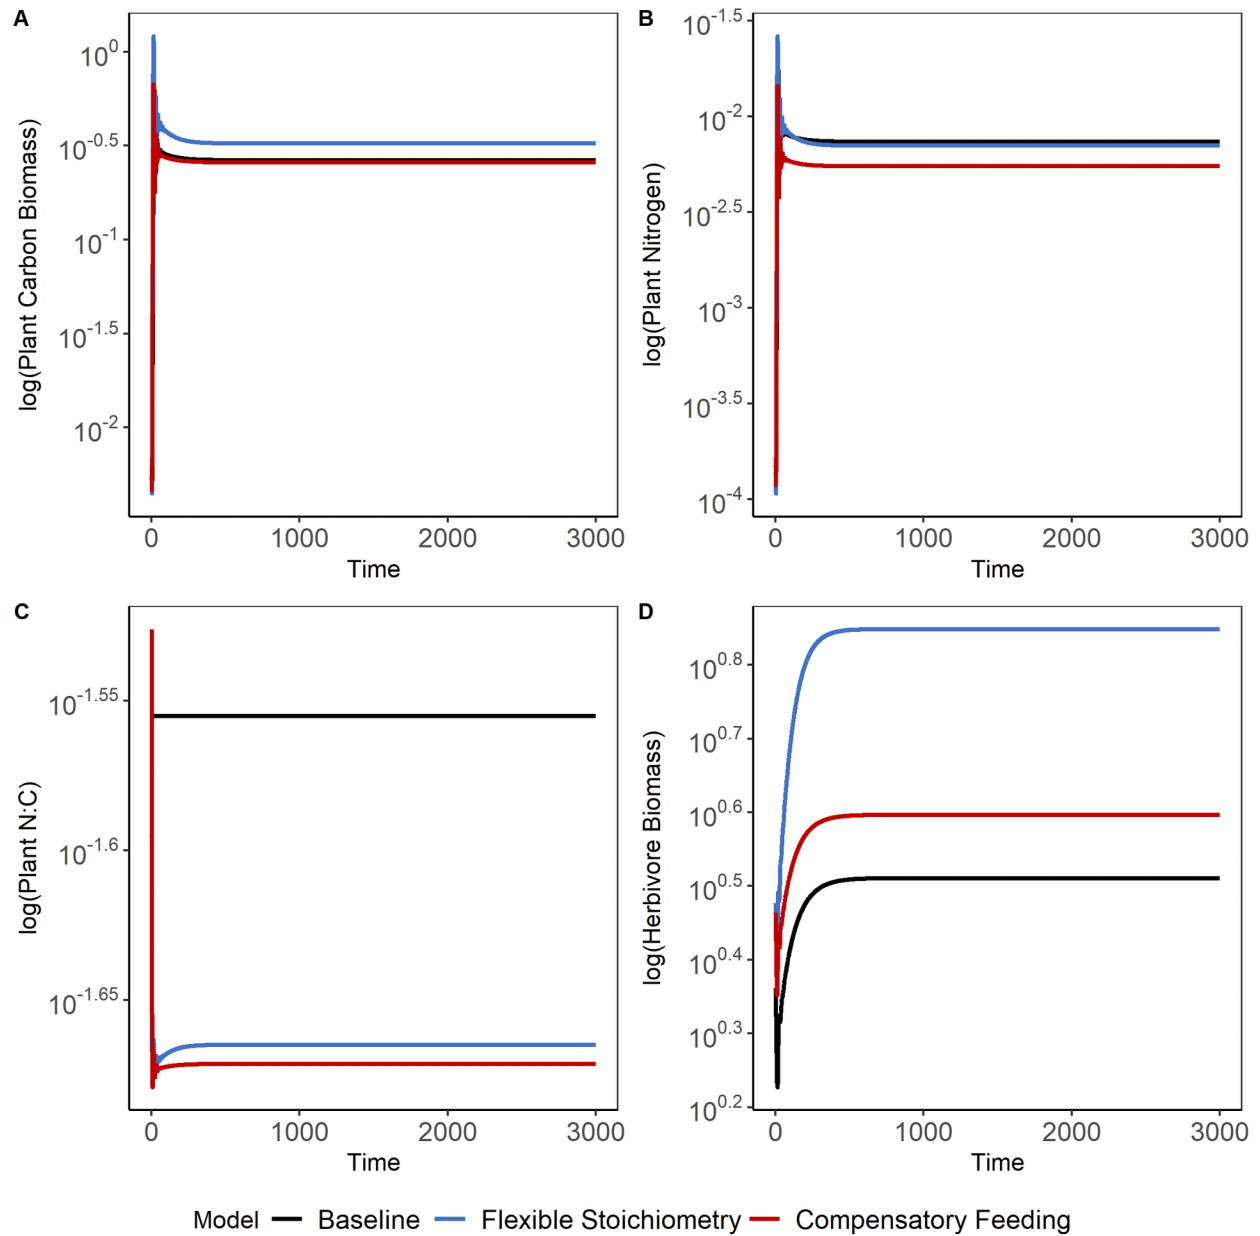 A
log(Plant Carbon Biomass)
10^0
10^-0.5
10^-1
10^-1.5
10^-2
0 1000 2000 3000
Time
B
log(Plant Nitrogen)
10^-1.5
10^-2
10^-2.5
10^-3
10^-3.5
10^-4
0 1000 2000 3000
Time
C
log(Plant N:C)
10^-1.55
10^-1.6
10^-1.65
0 1000 2000 3000
Time
D
log(Herbivore Biomass)
10^0.8
10^0.7
10^0.6
10^0.5
10^0.4
10^0.3
10^0.2
0 1000 2000 3000
Time
Model Baseline Flexible Stoichiometry Compensatory Feeding